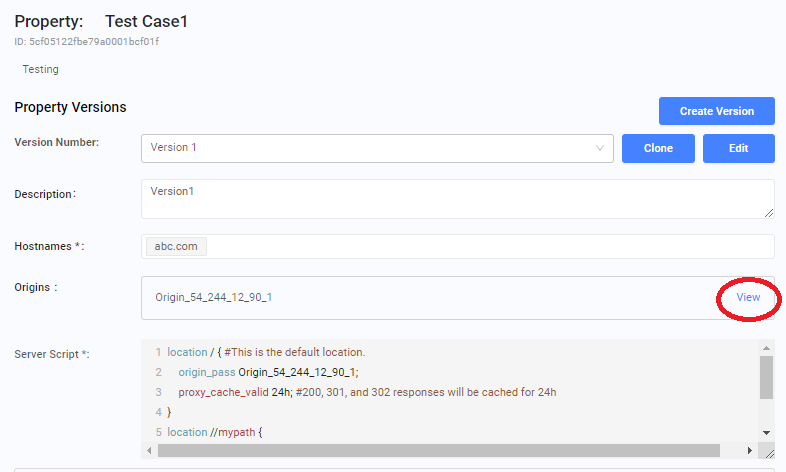 Property: Test Case1
ID: 5cf05122fbe79a0001bcf01f
Testing
Property Versions
Create Version
Version Number:
Version 1
Clone
Edit
Description:
Version1
Hostnames *:
abc.com
Origins :
Origin_54_244_12_90_1
View
Server Script *:
1 location / { #This is the default location.
2 origin_pass Origin_54_244_12_90_1;
3 proxy_cache_valid 24h; #200, 301, and 302 responses will be cached for 24h
4 }
5 location //mypath {